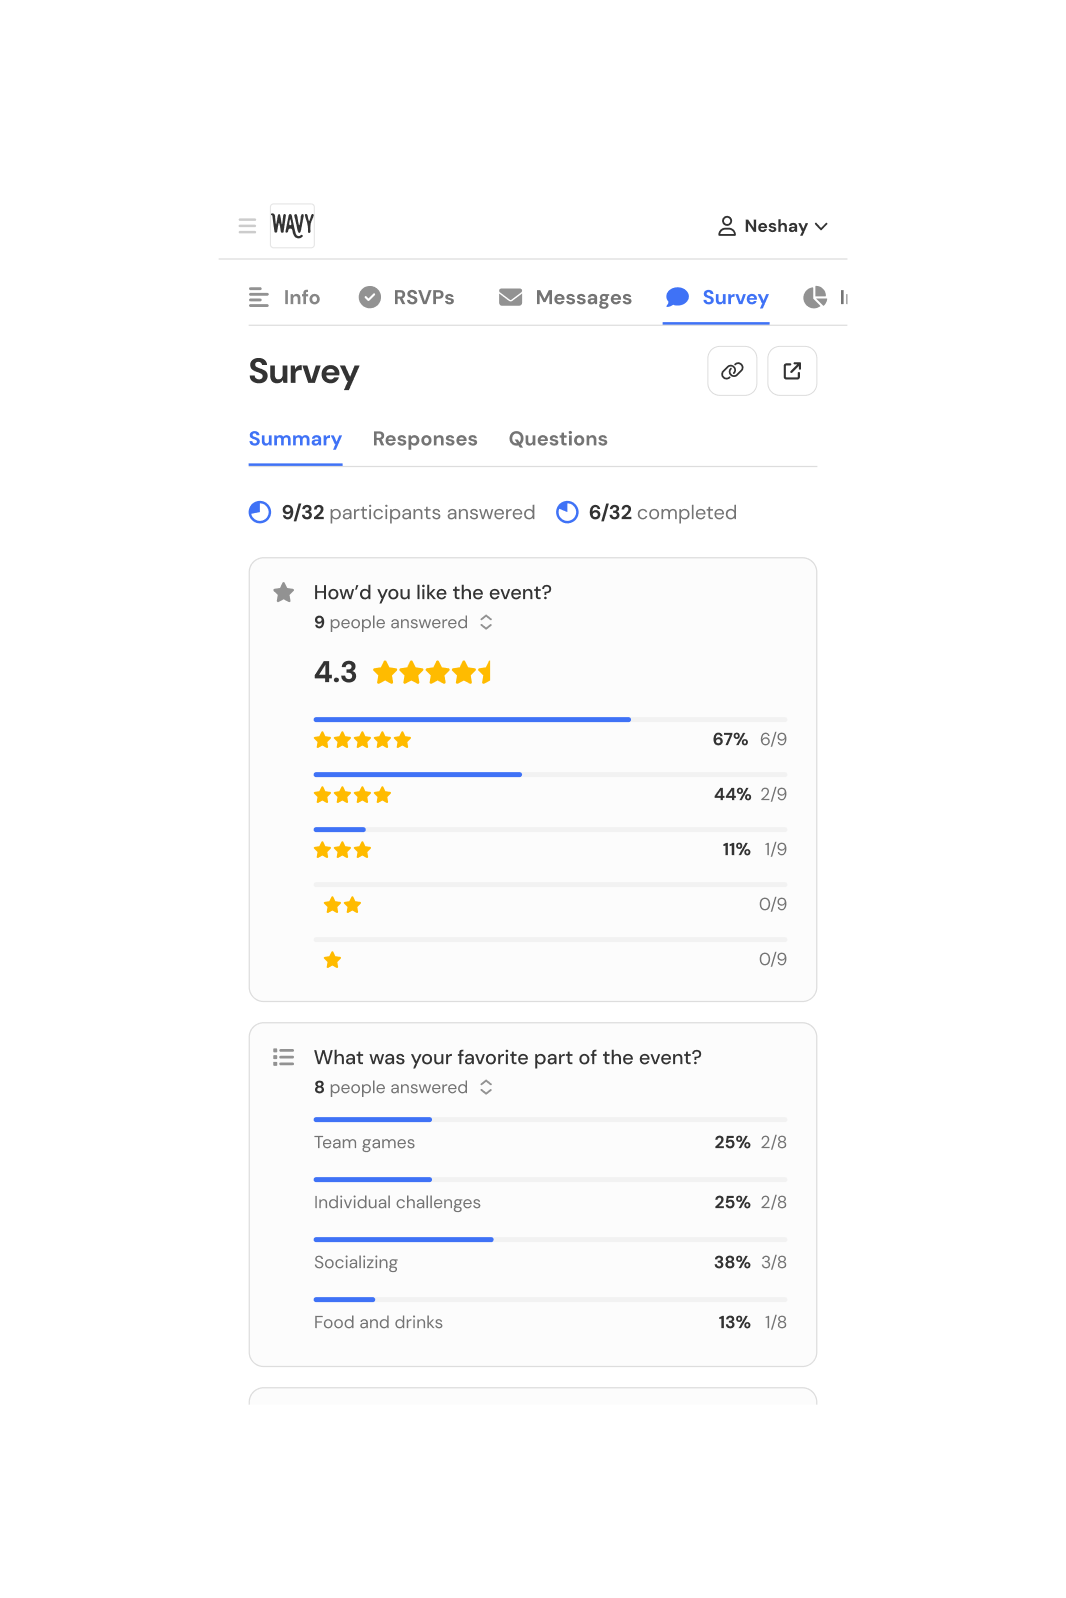 WAVY
Neshay
Info RSVPs Messages Survey
Survey
Summary Responses Questions
9/32 participants answered 6/32 completed
How’d you like the event?
9 people answered
4.3
67% 6/9
44% 2/9
11% 1/9
0/9
0/9
What was your favorite part of the event?
8 people answered
Team games 25% 2/8
Individual challenges 25% 2/8
Socializing 38% 3/8
Food and drinks 13% 1/8